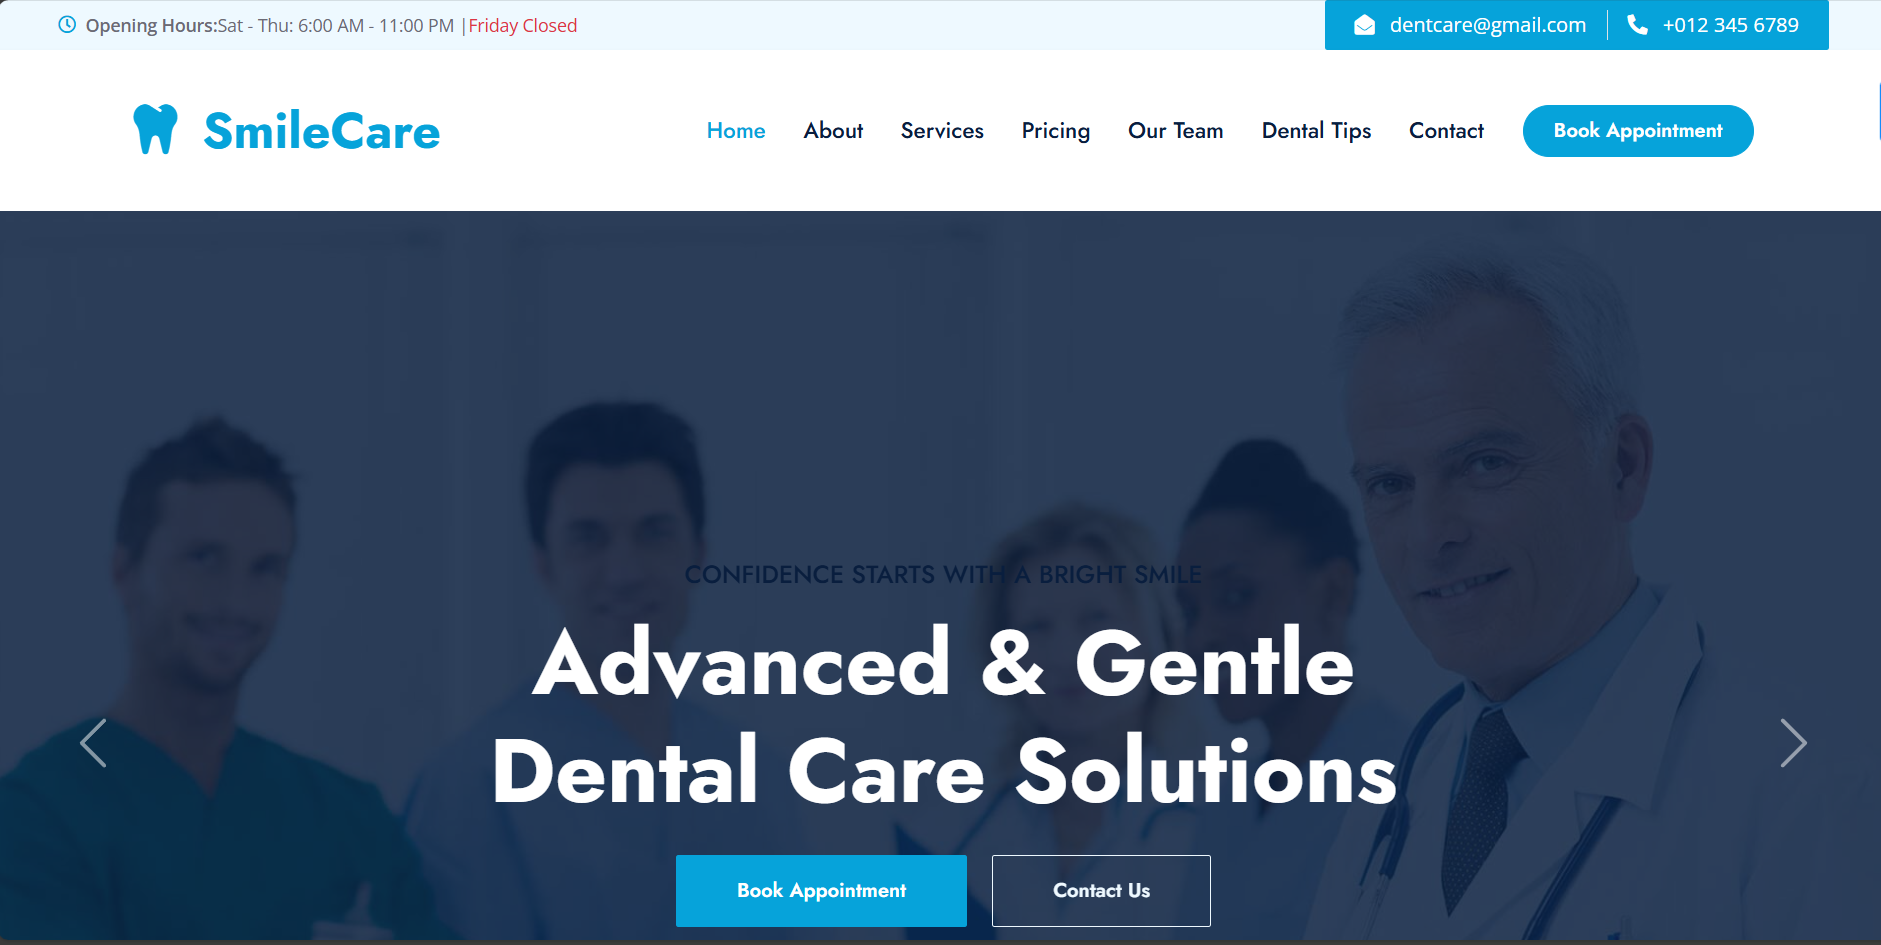 Opening Hours:Sat - Thu: 6:00 AM - 11:00 PM |Friday Closed
dentcare@gmail.com
+012 345 6789
SmileCare
Home About Services Pricing Our Team Dental Tips Contact Book Appointment
CONFIDENCE STARTS WITH A BRIGHT SMILE
Advanced & Gentle
Dental Care Solutions
Book Appointment
Contact Us